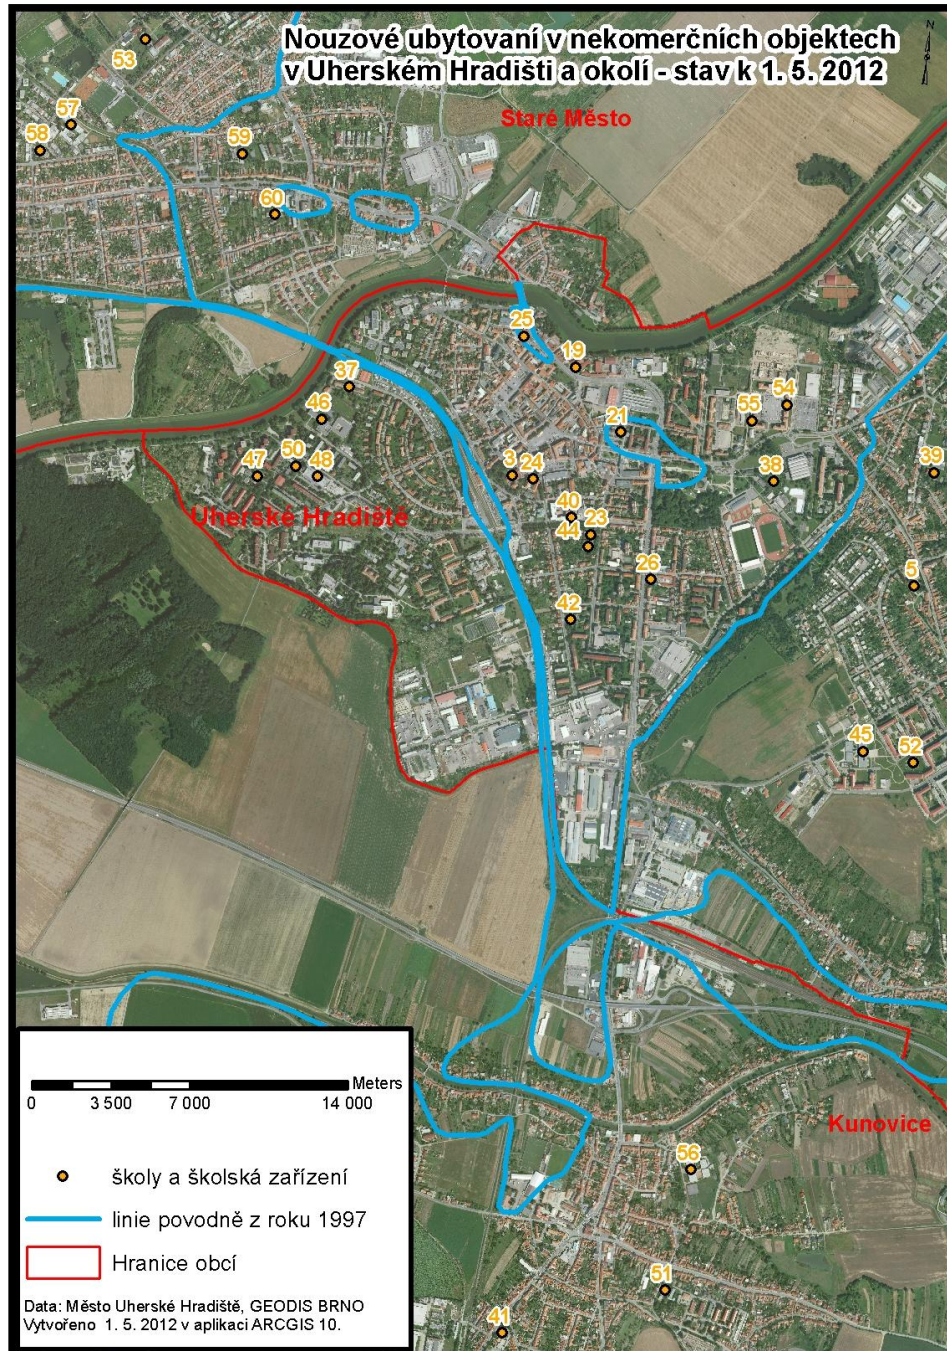 Nouzové ubytovaní v nekomerčních objektech
v Uherském Hradišti a okolí - stav k 1. 5. 2012
N
53
Staré Město
57
58
59
60
25
19
37
54
46
21
55
50
3
24
39
47
48
38
40
Uherské Hradiště
23
44
26
5
42
45
52
Kunovice
56
51
41
Meters
0 3 500 7 000 14 000
školy a školská zařízení
linie povodně z roku 1997
Hranice obcí
Data: Město Uherské Hradiště, GEODIS BRNO
Vytvořeno 1. 5. 2012 v aplikaci ARCGIS 10.